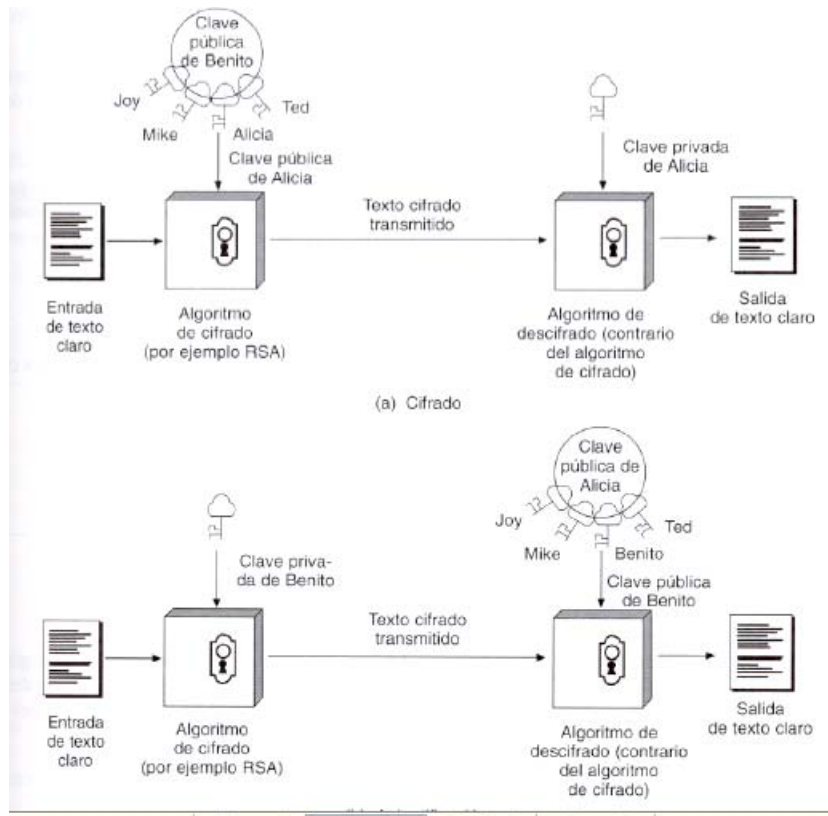 Clave
pública
de Benito
Joy
Mike
Alicia
Ted
Clave pública
de Alicia
Clave privada
de Alicia
Texto cifrado
transmitido
Entrada
de texto
claro
Algoritmo
de cifrado
(por ejemplo RSA)
Algoritmo de
descifrado (contrario
del algoritmo
de cifrado)
Salida
de texto claro
(a) Cifrado
Clave
pública de
Alicia
Joy
Mike
Benito
Ted
Clave priva-
da de Benito
Clave pública
de Benito
Texto cifrado
transmitido
Entrada
de texto
claro
Algoritmo
de cifrado
(por ejemplo RSA)
Algoritmo de
descifrado (contrario
del algoritmo
de cifrado)
Salida
de texto claro